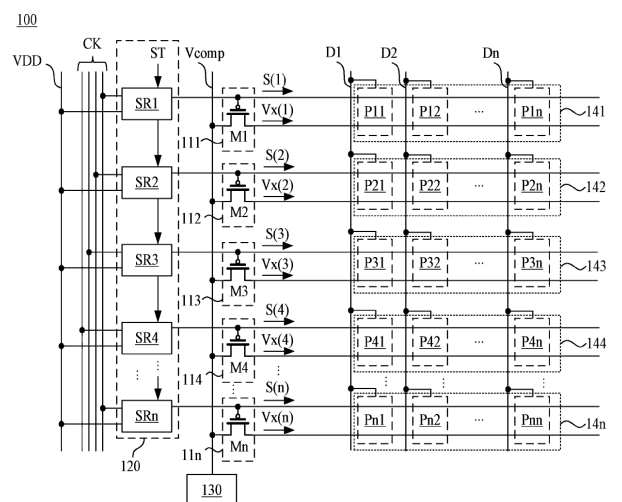 100
VDD
CK
ST
Vcomp
D1
D2
Dn
SR1
S(1)
Vx(1)
M1
111
P11
P12
...
P1n
141
SR2
S(2)
Vx(2)
M2
112
P21
P22
...
P2n
142
SR3
S(3)
Vx(3)
M3
113
P31
P32
...
P3n
143
SR4
S(4)
Vx(4)
M4
114
P41
P42
...
P4n
144
SRn
S(n)
Vx(n)
Mn
11n
Pn1
Pn2
...
Pnn
14n
120
130